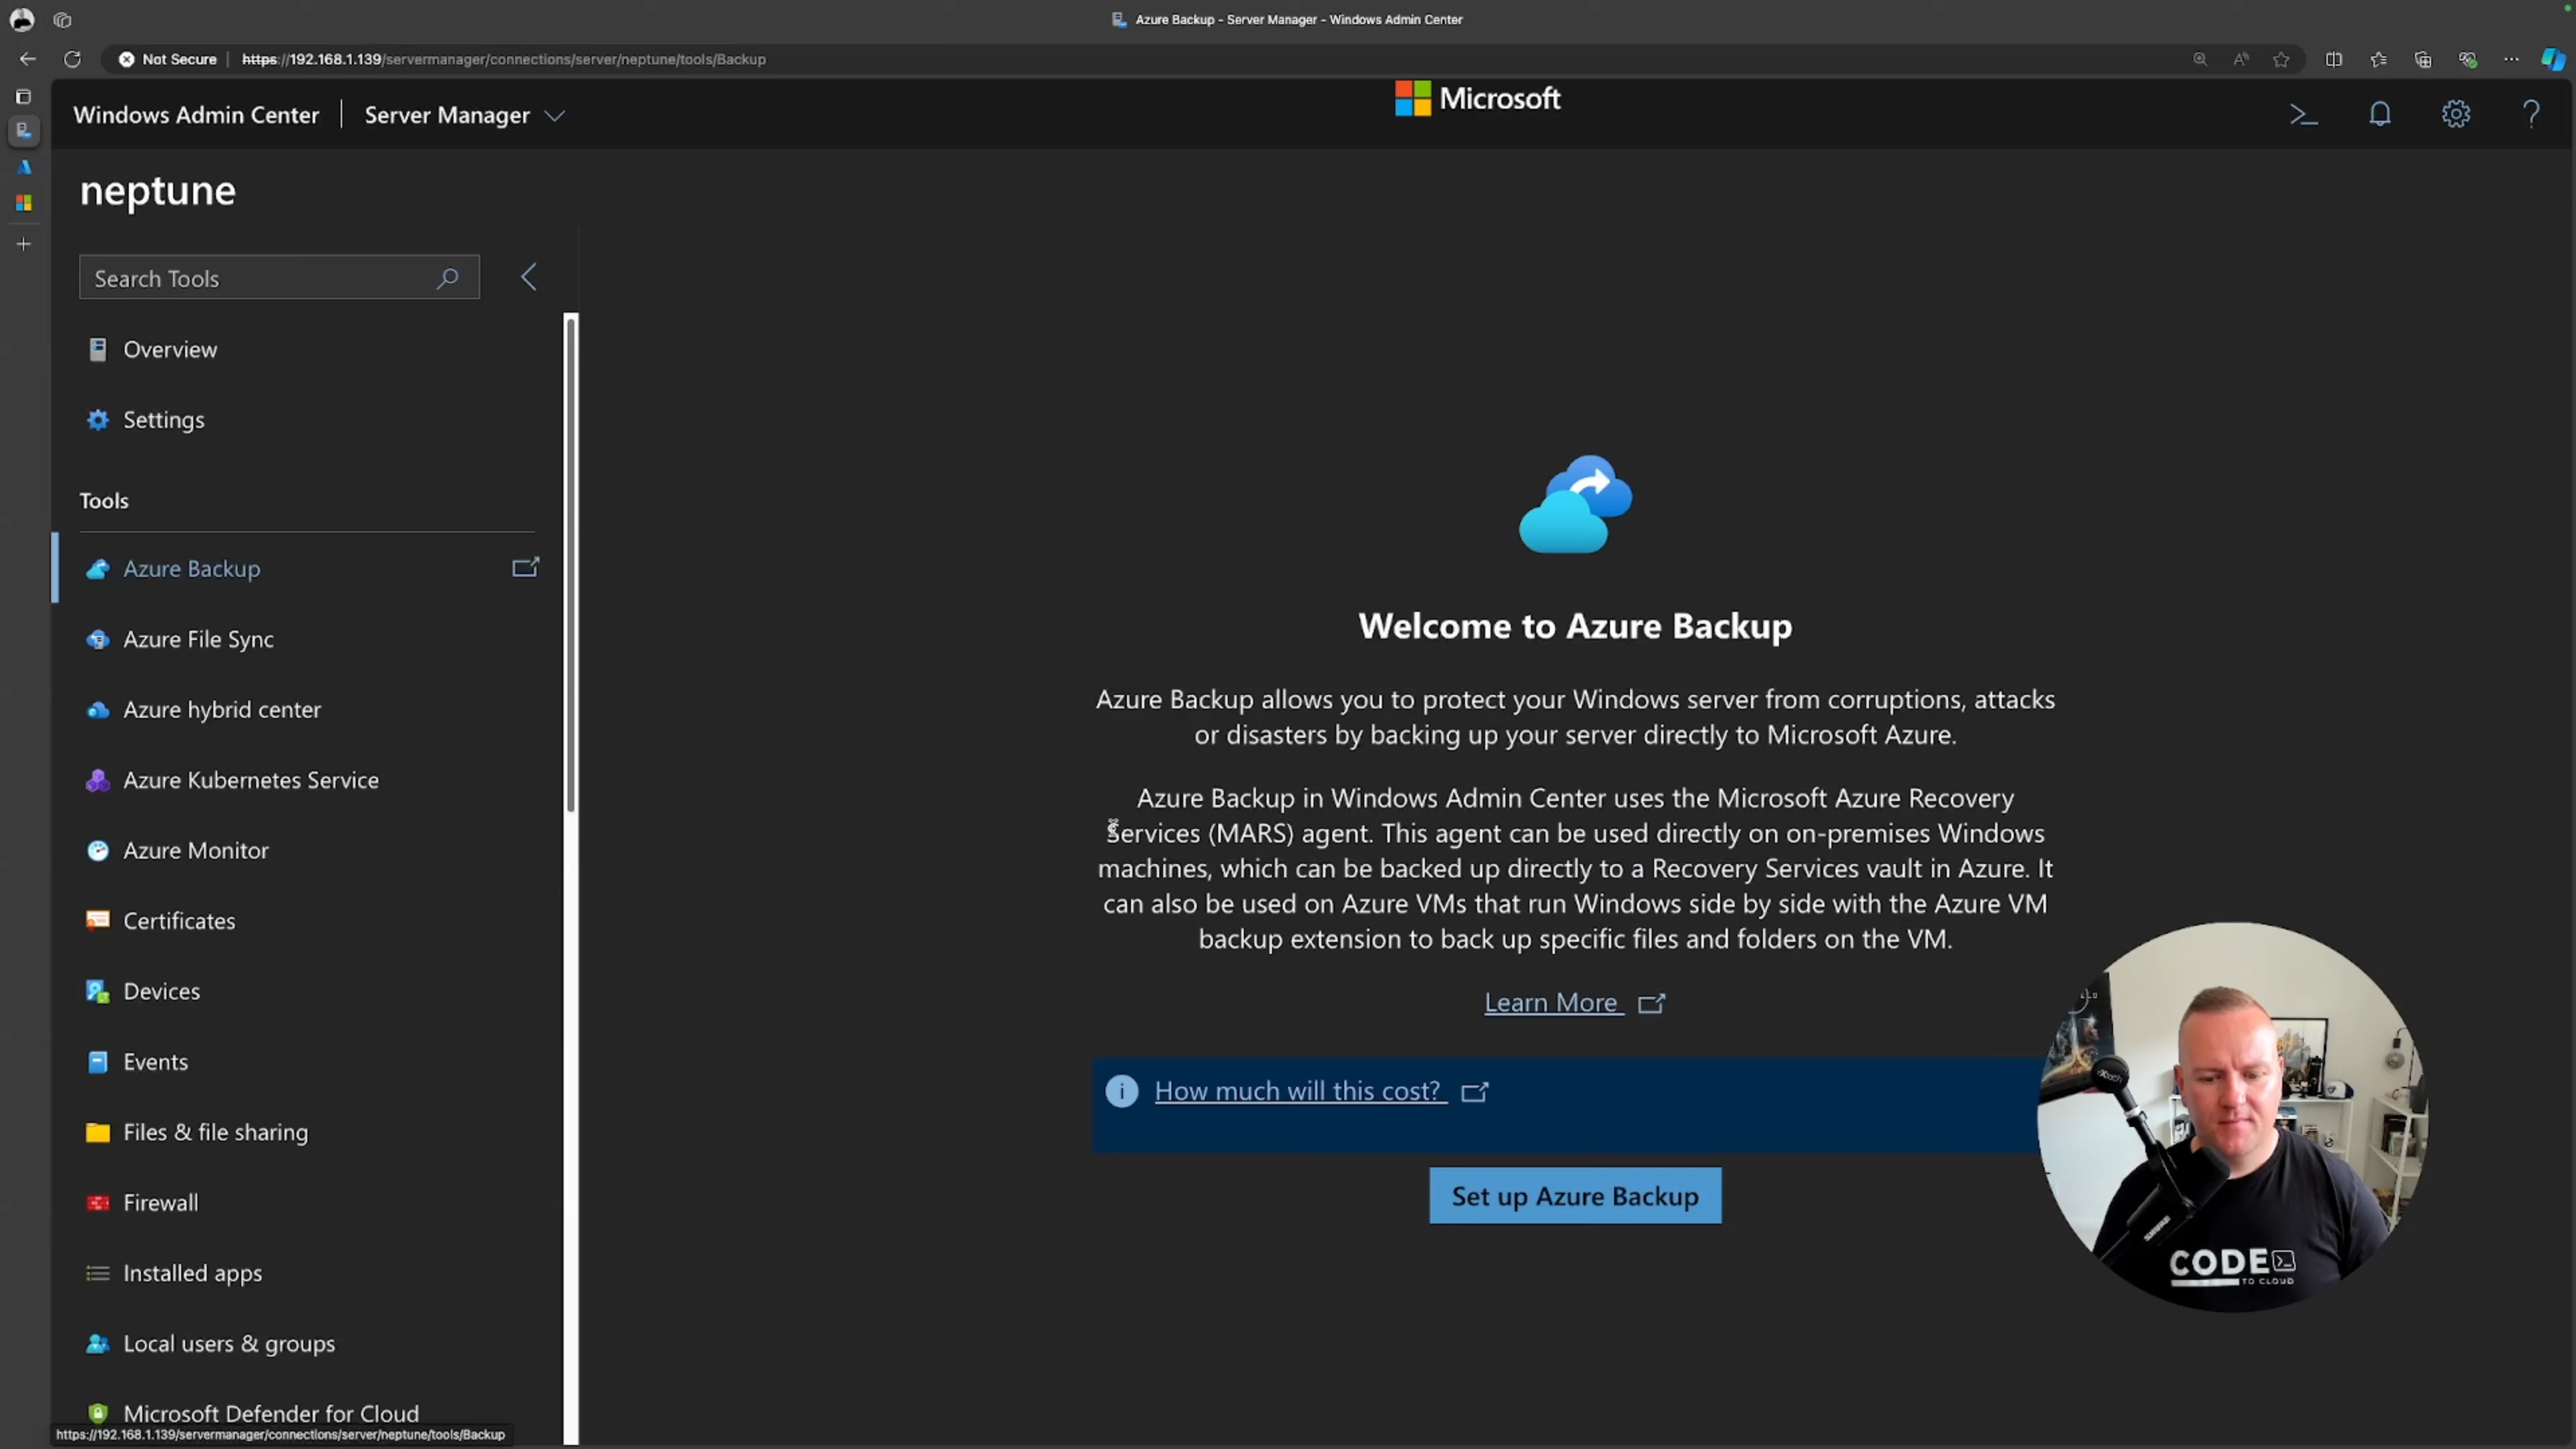 Azure Backup - Server Manager - Windows Admin Center
Not Secure
https://192.168.1.139/servermanager/connections/server/neptune/tools/Backup
Windows Admin Center
Server Manager
Microsoft
neptune
Search Tools
Overview
Settings
Tools
Azure Backup
Azure File Sync
Azure hybrid center
Azure Kubernetes Service
Azure Monitor
Certificates
Devices
Events
Files & file sharing
Firewall
Installed apps
Local users & groups
Microsoft Defender for Cloud
https://192.168.1.139/servermanager/connections/server/neptune/tools/Backup
Welcome to Azure Backup
Azure Backup allows you to protect your Windows server from corruptions, attacks
or disasters by backing up your server directly to Microsoft Azure.
Azure Backup in Windows Admin Center uses the Microsoft Azure Recovery
Services (MARS) agent. This agent can be used directly on on-premises Windows
machines, which can be backed up directly to a Recovery Services vault in Azure. It
can also be used on Azure VMs that run Windows side by side with the Azure VM
backup extension to back up specific files and folders on the VM.
Learn More
How much will this cost?
Set up Azure Backup
CODE
TO CLOUD